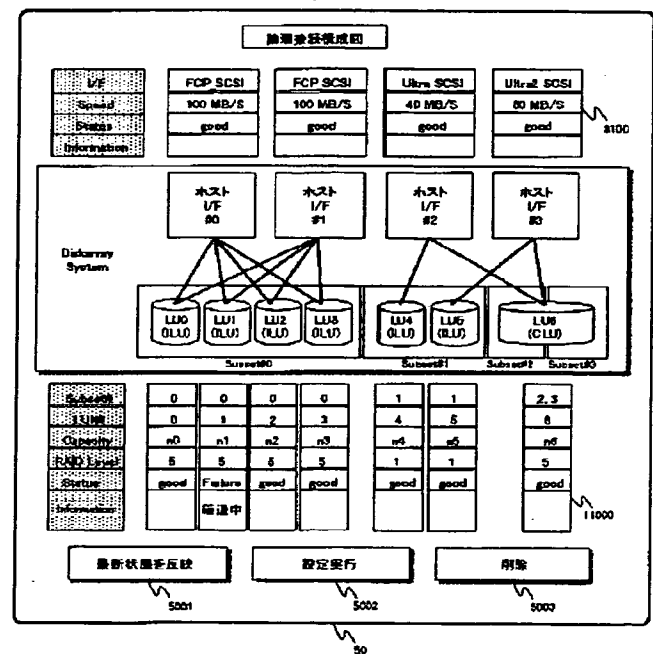 論理接続構成図
I/F FCP SCSI FCP SCSI Ultra SCSI Ultra2 SCSI
Speed 100 MB/S 100 MB/S 40 MB/S 80 MB/S
Status good good good good
Information
8100
Diskarray System
ホスト I/F #0
ホスト I/F #1
ホスト I/F #2
ホスト I/F #3
LU0 (ILU)
LU1 (ILU)
LU2 (ILU)
LU3 (ILU)
LU4 (ILU)
LU5 (ILU)
LU6 (CLU)
Subset#0 Subset#1 Subset#2 Subset#3
Subset# 0 0 0 0 1 1 2, 3
LU# 0 1 2 3 4 5 6
Capacity n0 n1 n2 n3 n4 n5 n6
RAID Level 5 5 5 5 1 1 5
Status good Failure good good good good good
Information
11000
最新状態を反映
設定実行
削除
5001
5002
5003
50